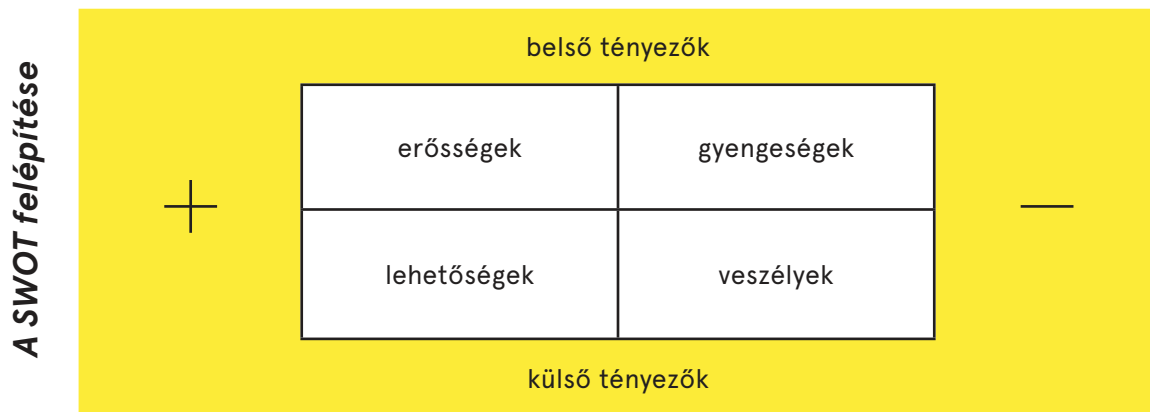 A SWOT felépítése
belső tényezők
erősségek
gyengeségek
+
−
lehetőségek
veszélyek
külső tényezők